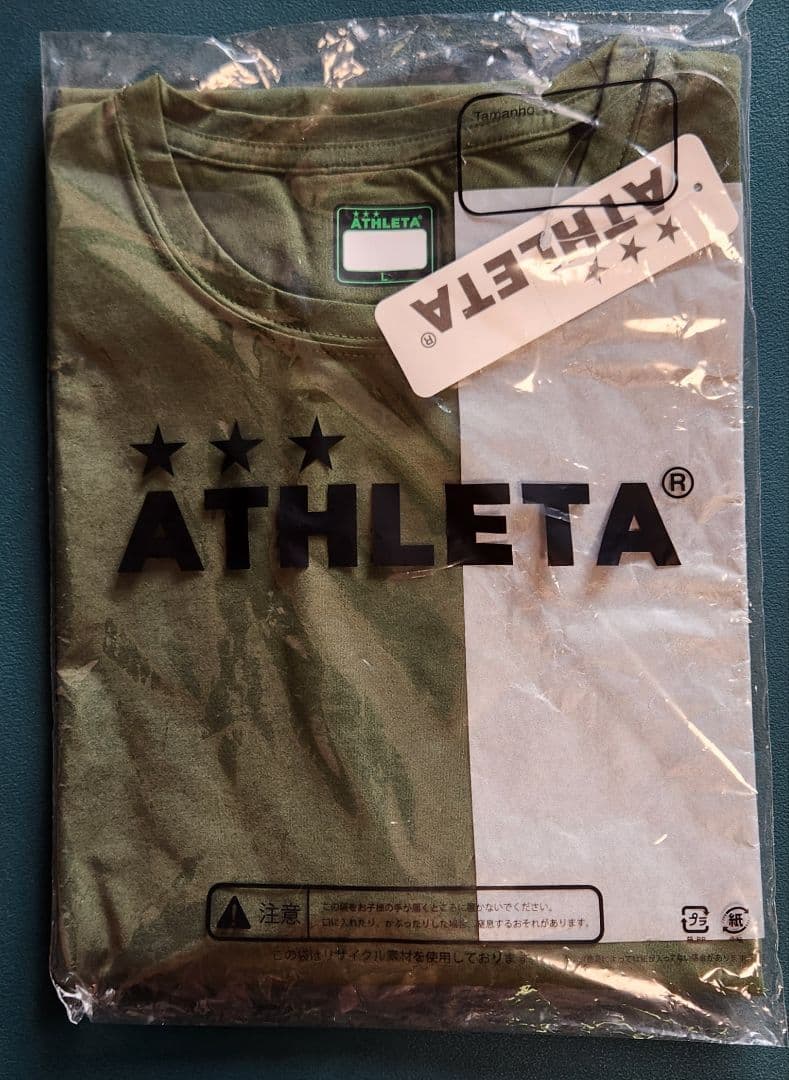 Tamanho
ATHLETA®
L
ATHLETA®
ATHLETA®
注意
この袋をお子様の手が届くところに置かないでください。
口に入れたり、かぶったりした場合、窒息するおそれがあります。
プラ
紙
この袋はリサイクル素材を使用しております